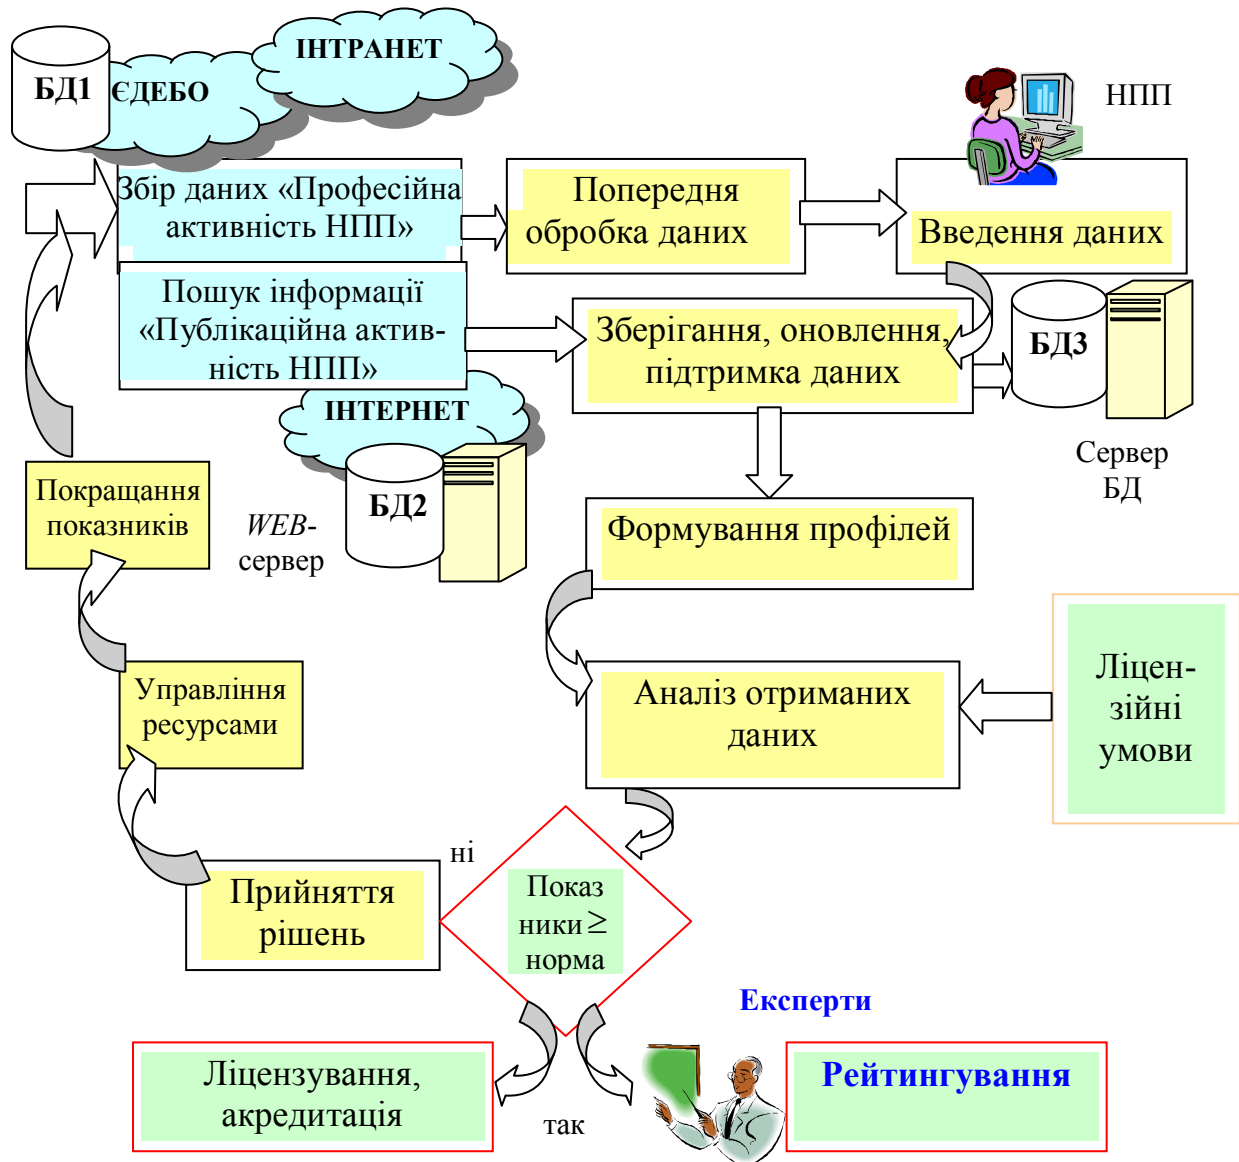 ІНТРАНЕТ
БД1
ЄДЕБО
НПП
Збір даних «Професійна
активність НПП»
Попередня
обробка даних
Введення даних
Пошук інформації
«Публікаційна актив-
ність НПП»
Зберігання, оновлення,
підтримка даних
БД3
ІНТЕРНЕТ
Сервер
БД
Покращання
показників
WEB-
сервер
БД2
Формування профілей
Управління
ресурсами
Аналіз отриманих
даних
Ліцен-
зійні
умови
ні
Прийняття
рішень
Показ
ники ≥
норма
Експерти
Ліцензування,
акредитація
так
Рейтингування